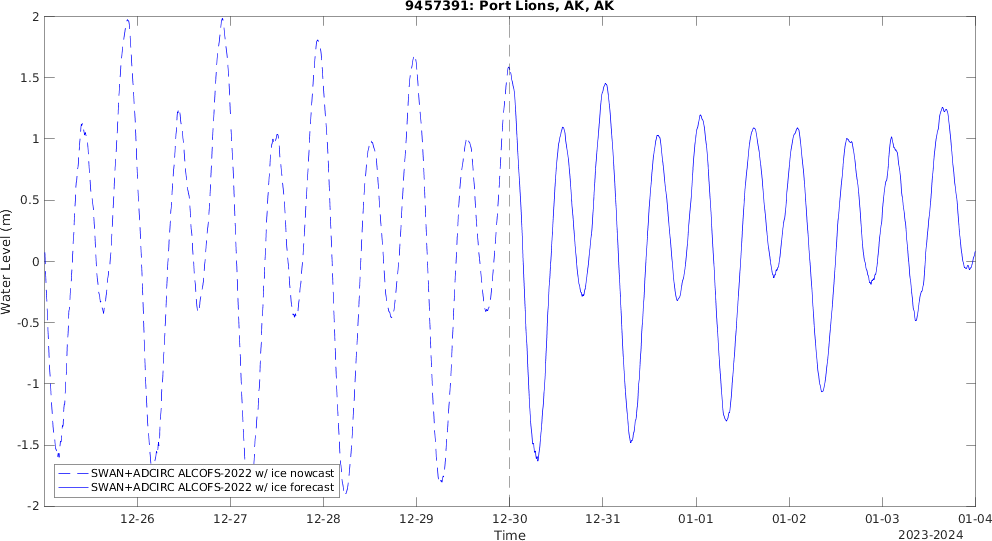 9457391: Port Lions, AK, AK
Water Level (m)
2
1.5
1
0.5
0
-0.5
-1
-1.5
-2
SWAN+ADCIRC ALCOFS-2022 w/ ice nowcast
SWAN+ADCIRC ALCOFS-2022 w/ ice forecast
12-26 12-27 12-28 12-29 12-30 12-31 01-01 01-02 01-03 01-04
Time
2023-2024